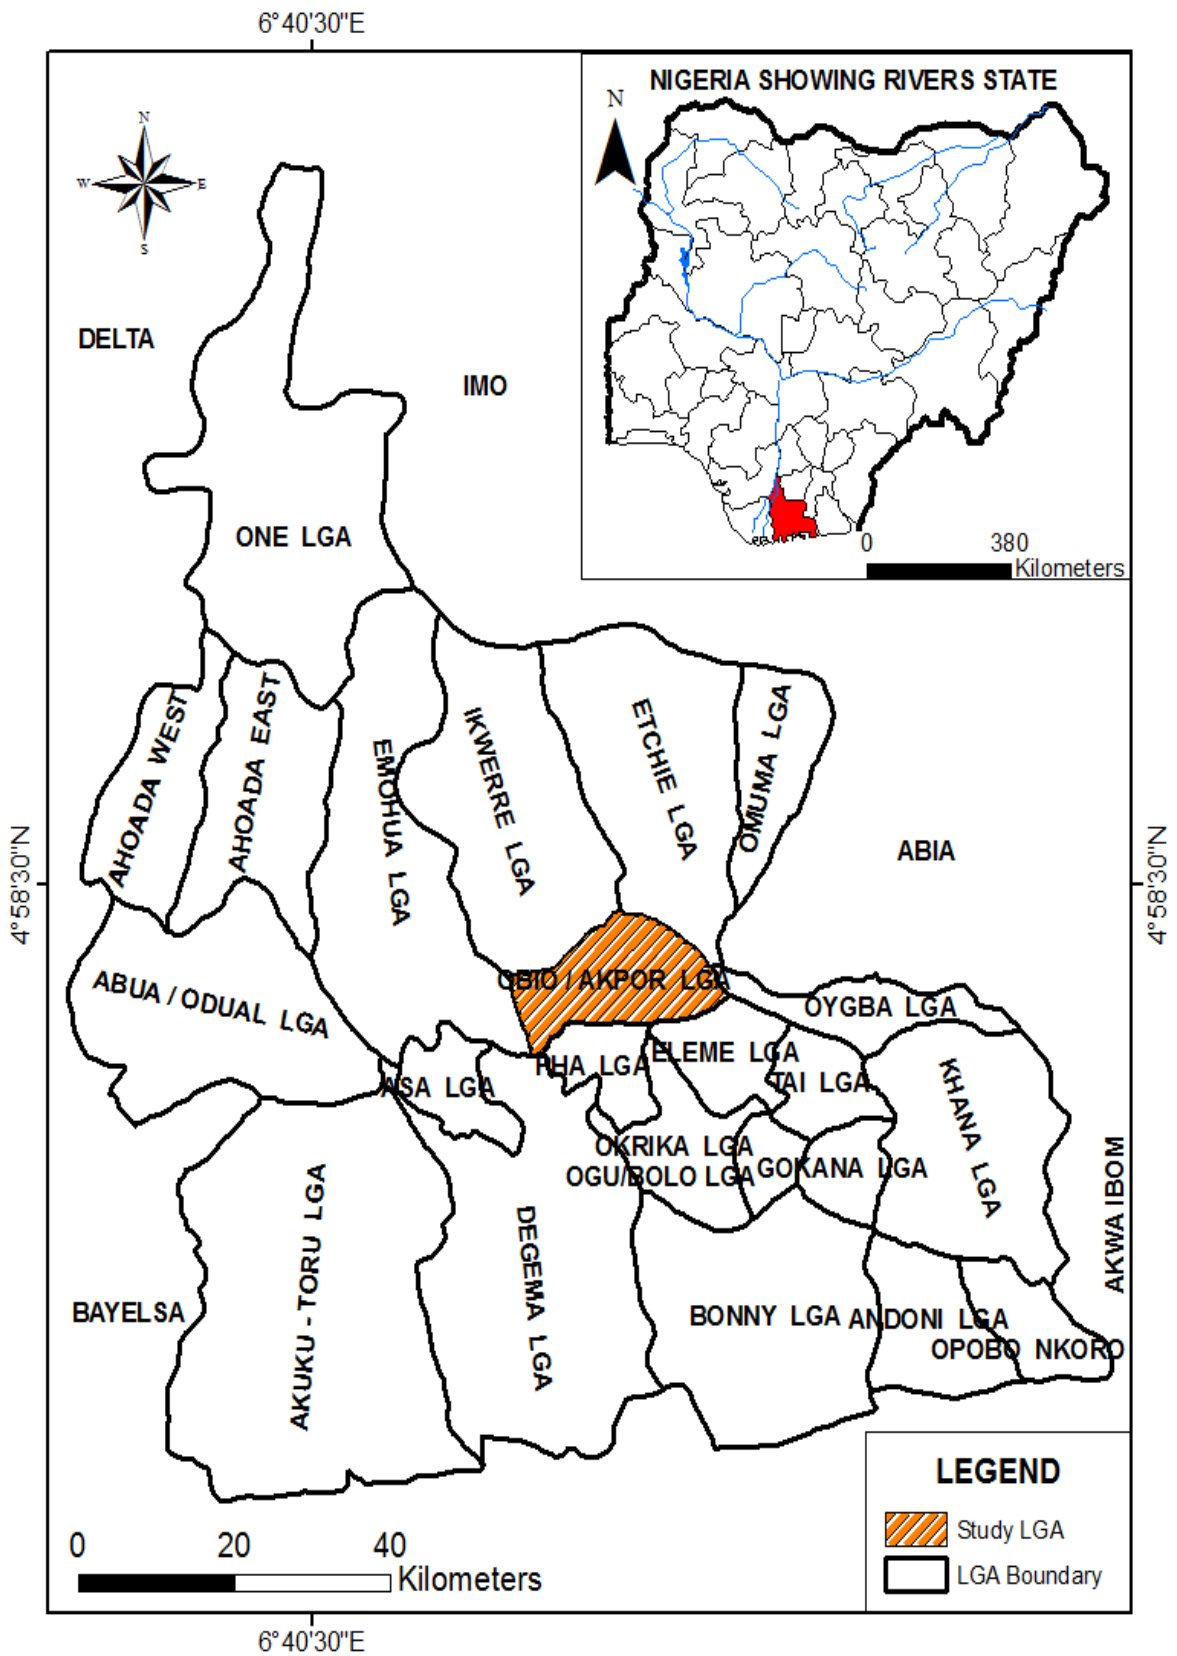 6°40'30"E
NIGERIA SHOWING RIVERS STATE
N
N
W
E
S
DELTA
IMO
ONE LGA
0
380
Kilometers
AHOADA WEST
AHOADA EAST
EMOHUA LGA
IKWERRE LGA
ETCHIE LGA
OMUMA LGA
ABIA
4°58'30"N
4°58'30"N
ABUA / ODUAL LGA
OBIO / AKPOR LGA
OYGBA LGA
ELEME LGA
PHA LGA
TAI LGA
ASA LGA
KHANA LGA
OKRIKA LGA
OGU/BOLO LGA
GOKANA LGA
AKWA IBOM
AKUKU - TORU LGA
DEGEMA LGA
BAYELSA
BONNY LGA
ANDONI LGA
OPOBO NKORO
LEGEND
Study LGA
LGA Boundary
0
20
40
Kilometers
6°40'30"E